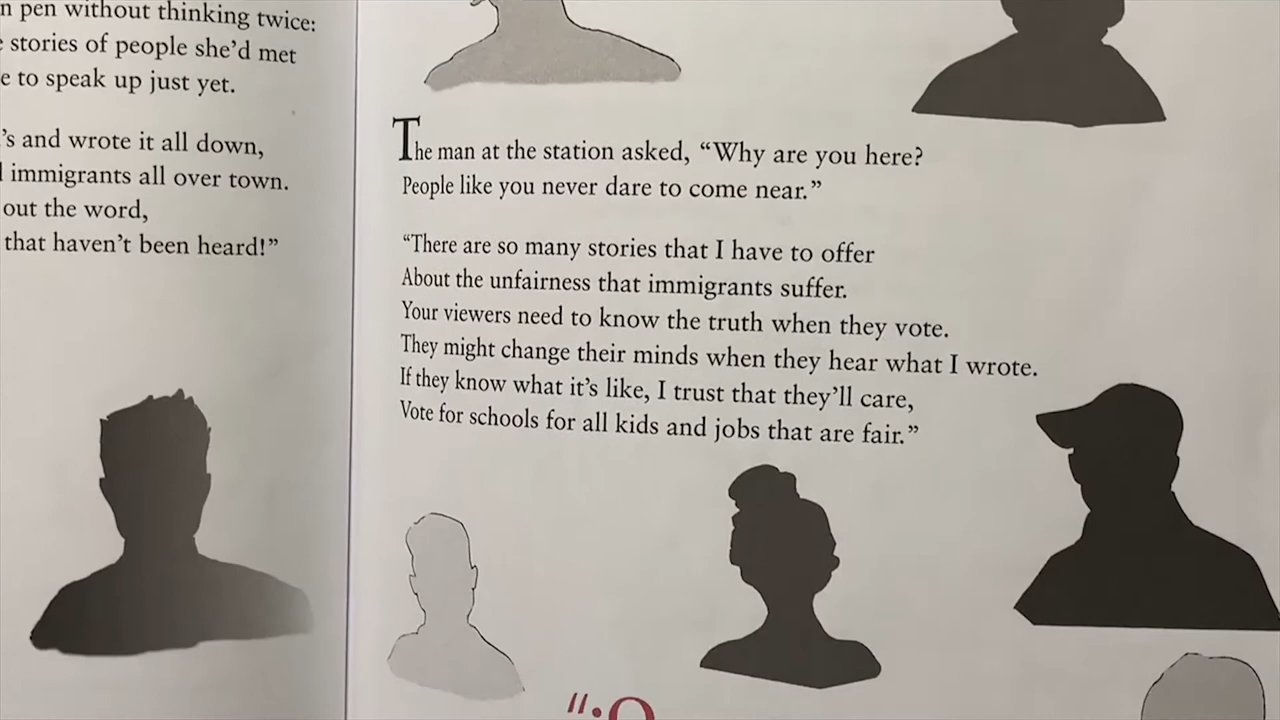 n pen without thinking twice:
stories of people she'd met
e to speak up just yet.
's and wrote it all down,
immigrants all over town.
out the word,
that haven't been heard!”
The man at the station asked, “Why are you here?
People like you never dare to come near.”
“There are so many stories that I have to offer
About the unfairness that immigrants suffer.
Your viewers need to know the truth when they vote.
They might change their minds when they hear what I wrote.
If they know what it's like, I trust that they'll care,
Vote for schools for all kids and jobs that are fair.”